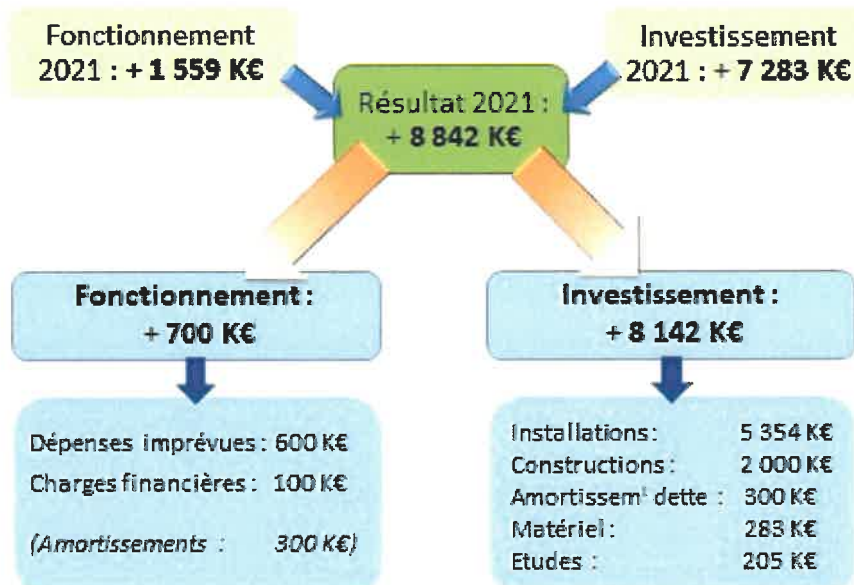 Fonctionnement
2021 : + 1 559 K€
Investissement
2021 : + 7 283 K€
Résultat 2021 :
+ 8 842 K€
Fonctionnement :
+ 700 K€
Investissement :
+ 8 142 K€
Dépenses imprévues : 600 K€
Charges financières : 100 K€
(Amortissements : 300 K€)
Installations : 5 354 K€
Constructions : 2 000 K€
Amortissemᵗ dette : 300 K€
Matériel : 283 K€
Etudes : 205 K€